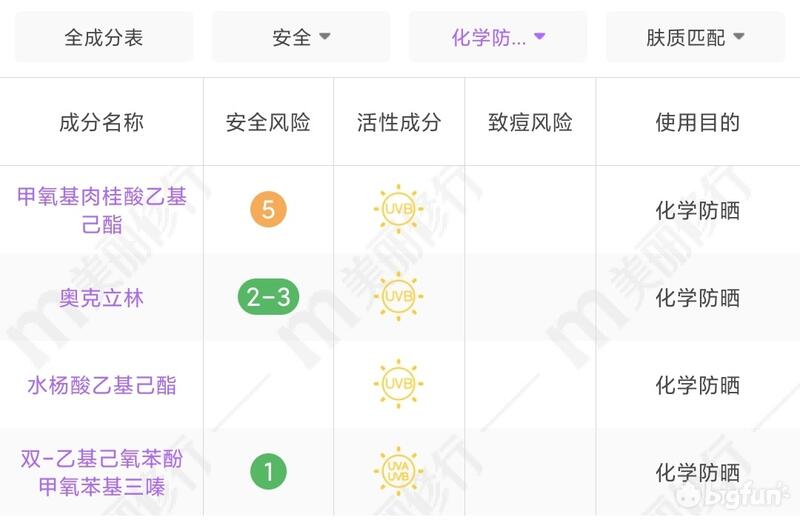 全成分表 安全 化学防... 肤质匹配
成分名称 安全风险 活性成分 致痘风险 使用目的
甲氧基肉桂酸乙基
己酯
5 UVB 化学防晒
奥克立林 2-3 UVB 化学防晒
水杨酸乙基己酯 UVB 化学防晒
双-乙基己氧苯酚
甲氧苯基三嗪
1 UVA
UVB
化学防晒
m美丽修行
m美丽修行
bigfun